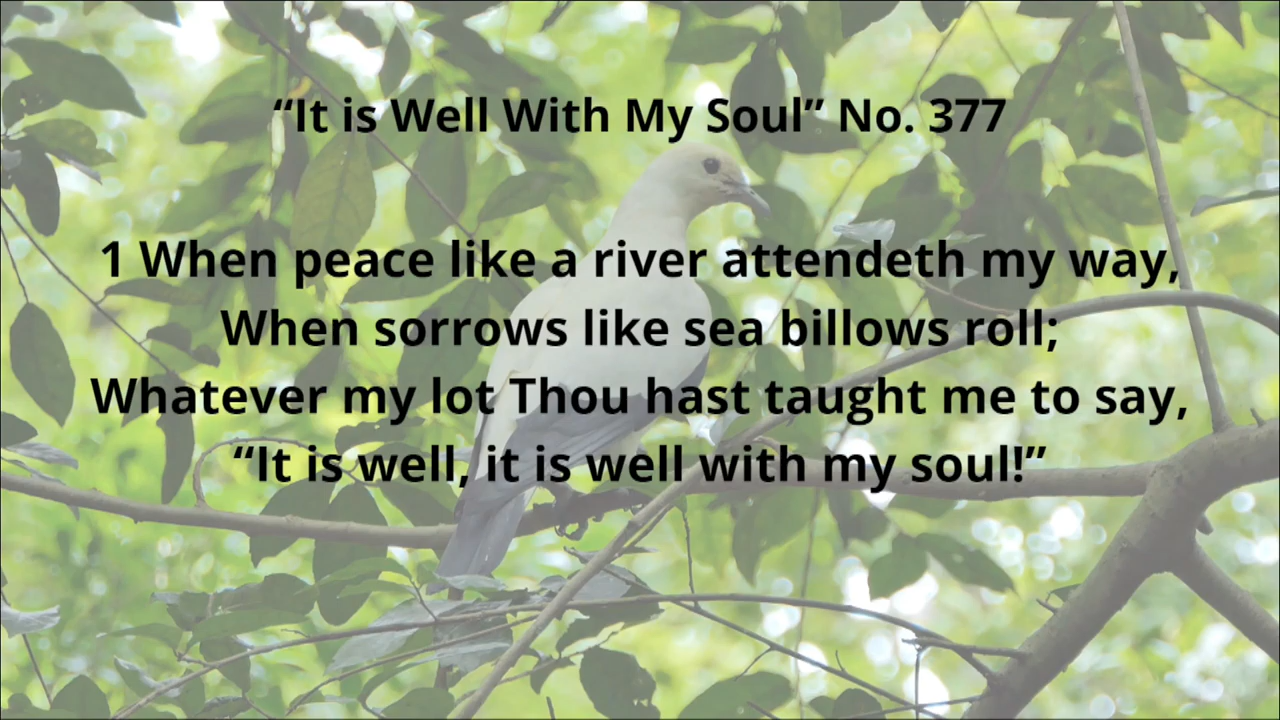 “It is Well With My Soul” No. 377
1 When peace like a river attendeth my way,
When sorrows like sea billows roll;
Whatever my lot Thou hast taught me to say,
“It is well, it is well with my soul!”